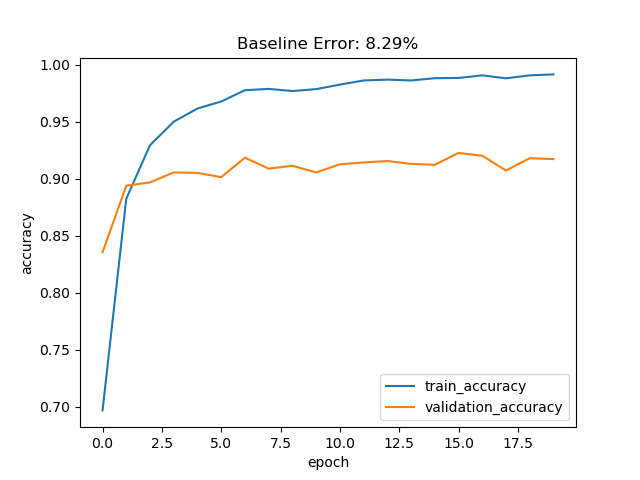 Baseline Error: 8.29%
1.00
0.95
0.90
0.85
0.80
0.75
0.70
accuracy
0.0 2.5 5.0 7.5 10.0 12.5 15.0 17.5
epoch
train_accuracy
validation_accuracy